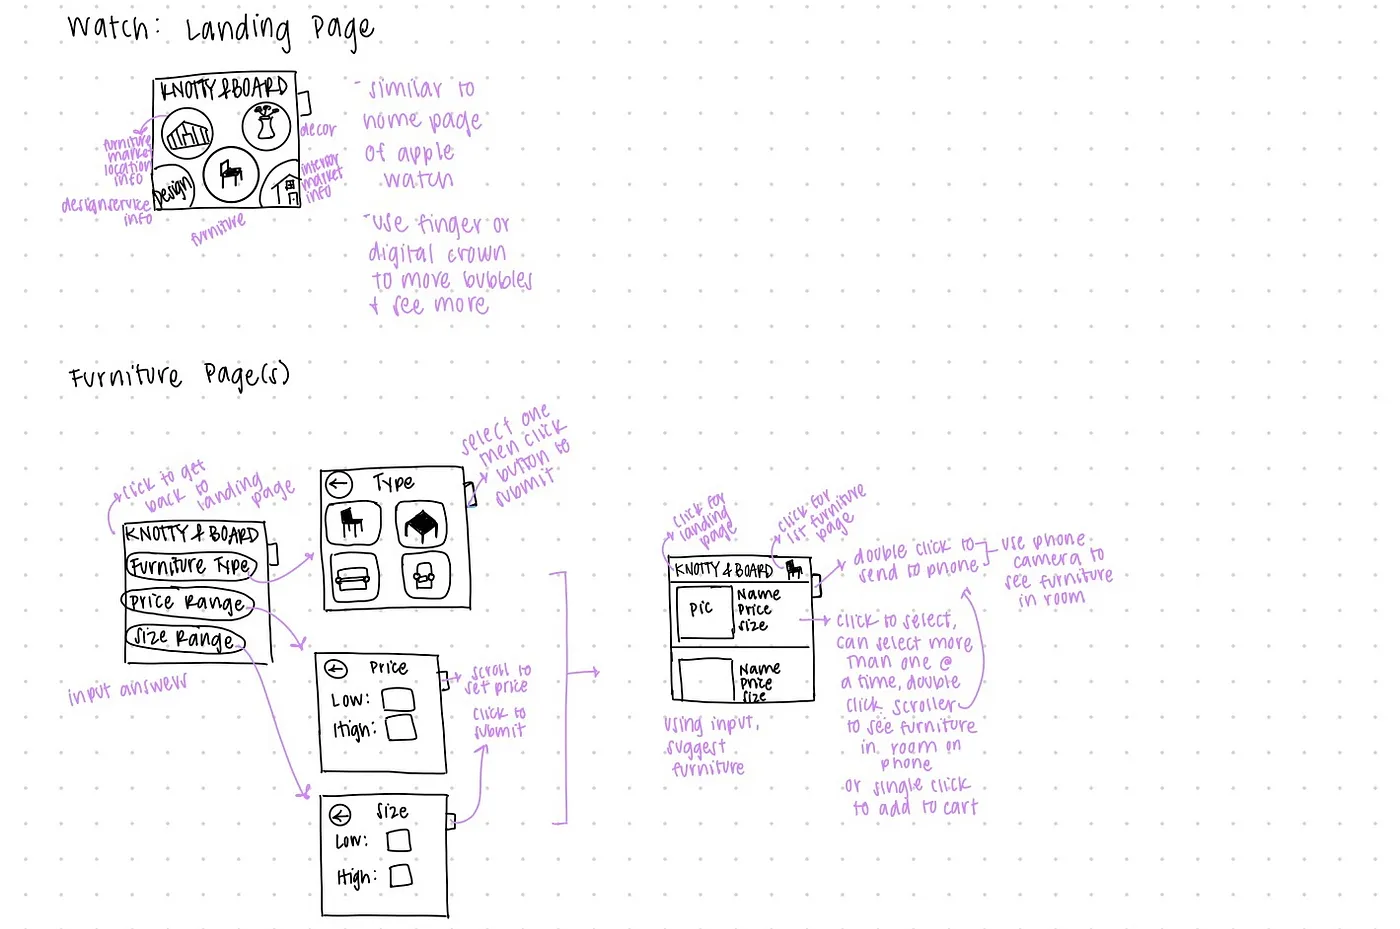 Watch: Landing Page
KNOTTY & BOARD
furniture
market
location
info
decor
Design
design service
info
interior
market
info
furniture
- similar to
home page
of apple
watch
- use finger or
digital crown
to move bubbles
& see more
Furniture Page(s)
click to get
back to
landing
page
KNOTTY & BOARD
Furniture Type
Price Range
Size Range
input answers
Type
select one
then click
button to
submit
Price
Low:
High:
scroll to
set price
click to
submit
Size
Low:
High:
click for
landing
page
click for
1st furniture
page
KNOTTY & BOARD
Pic
Name
Price
Size
Name
Price
Size
using input,
suggest
furniture
double click to
send to phone
use phone
camera to
see furniture
in room
click to select,
can select more
than one @
a time, double
click scroller
to see furniture
in room on
phone
or single click
to add to cart